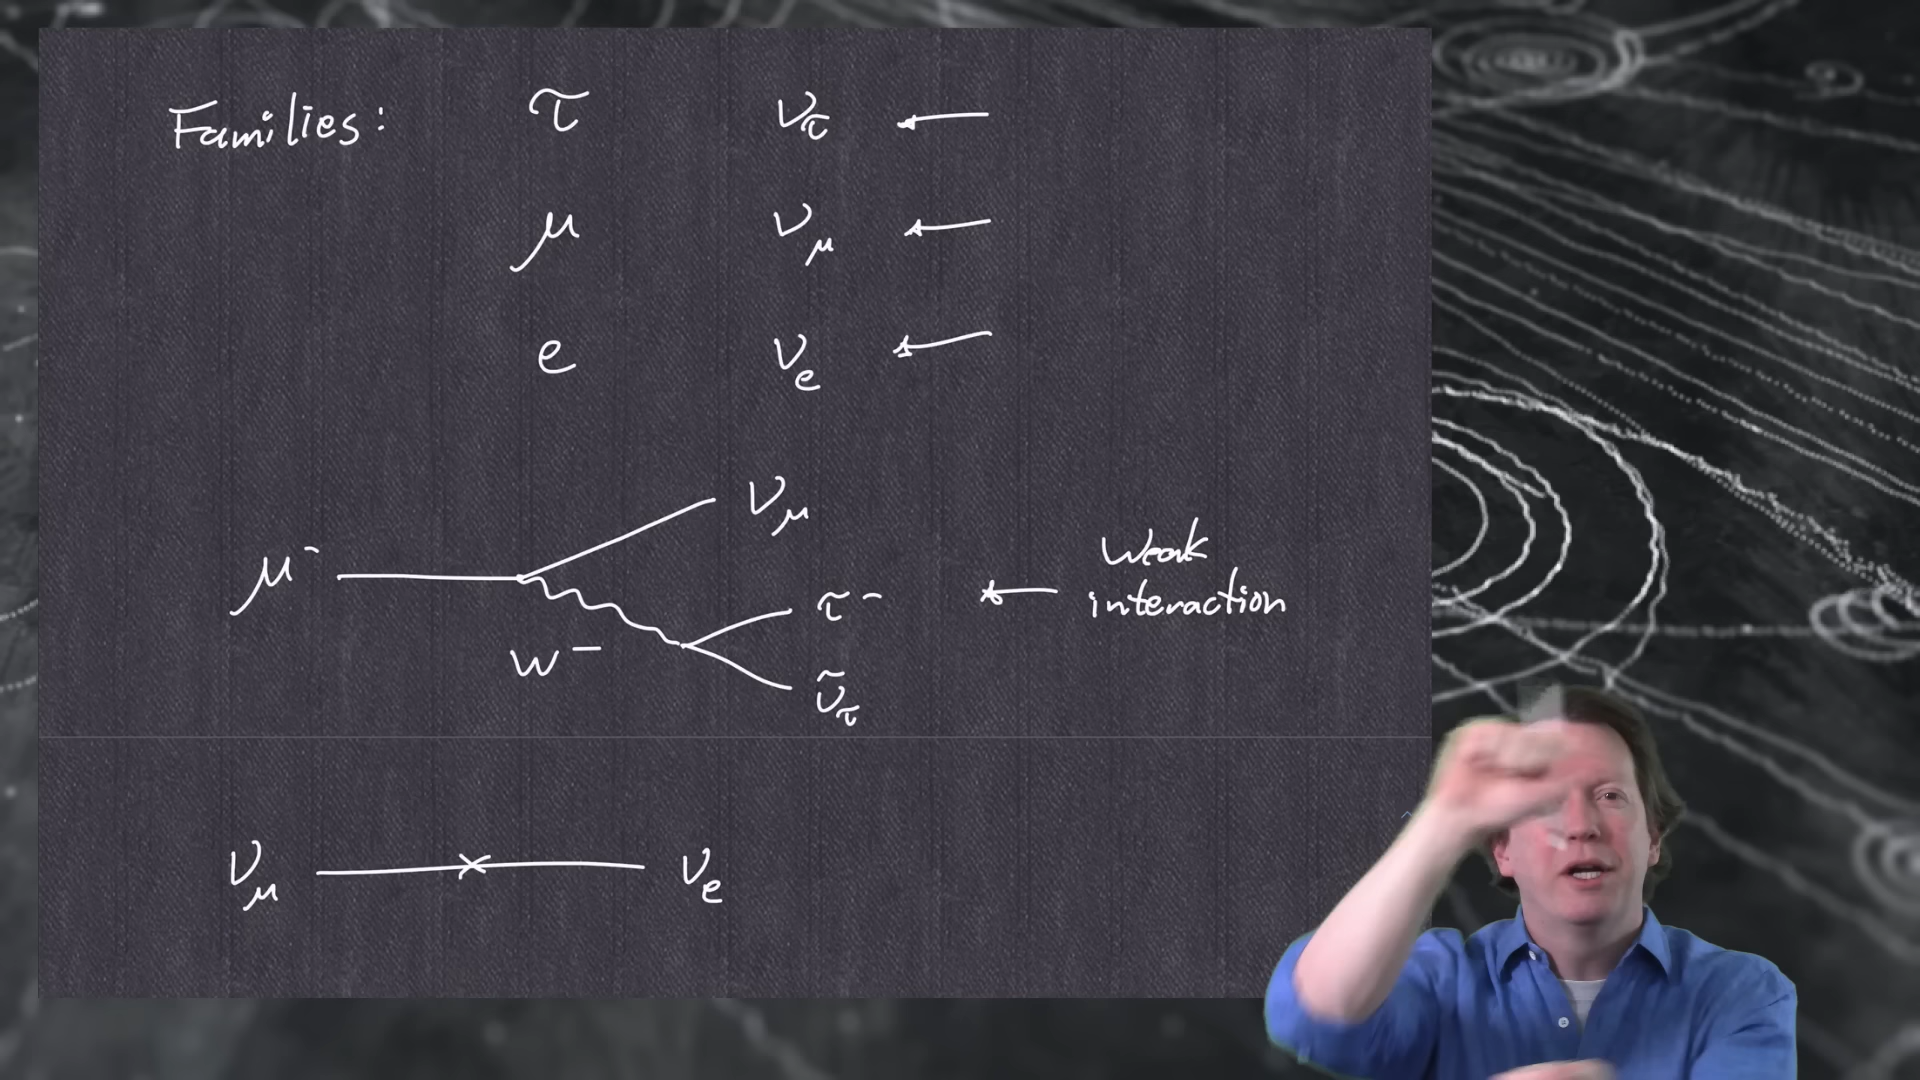 Families: τ ν_τ
μ ν_μ
e ν_e
ν_μ
μ⁻ τ⁻ Weak
interaction
W⁻ ν̃_τ
ν_μ ν_e